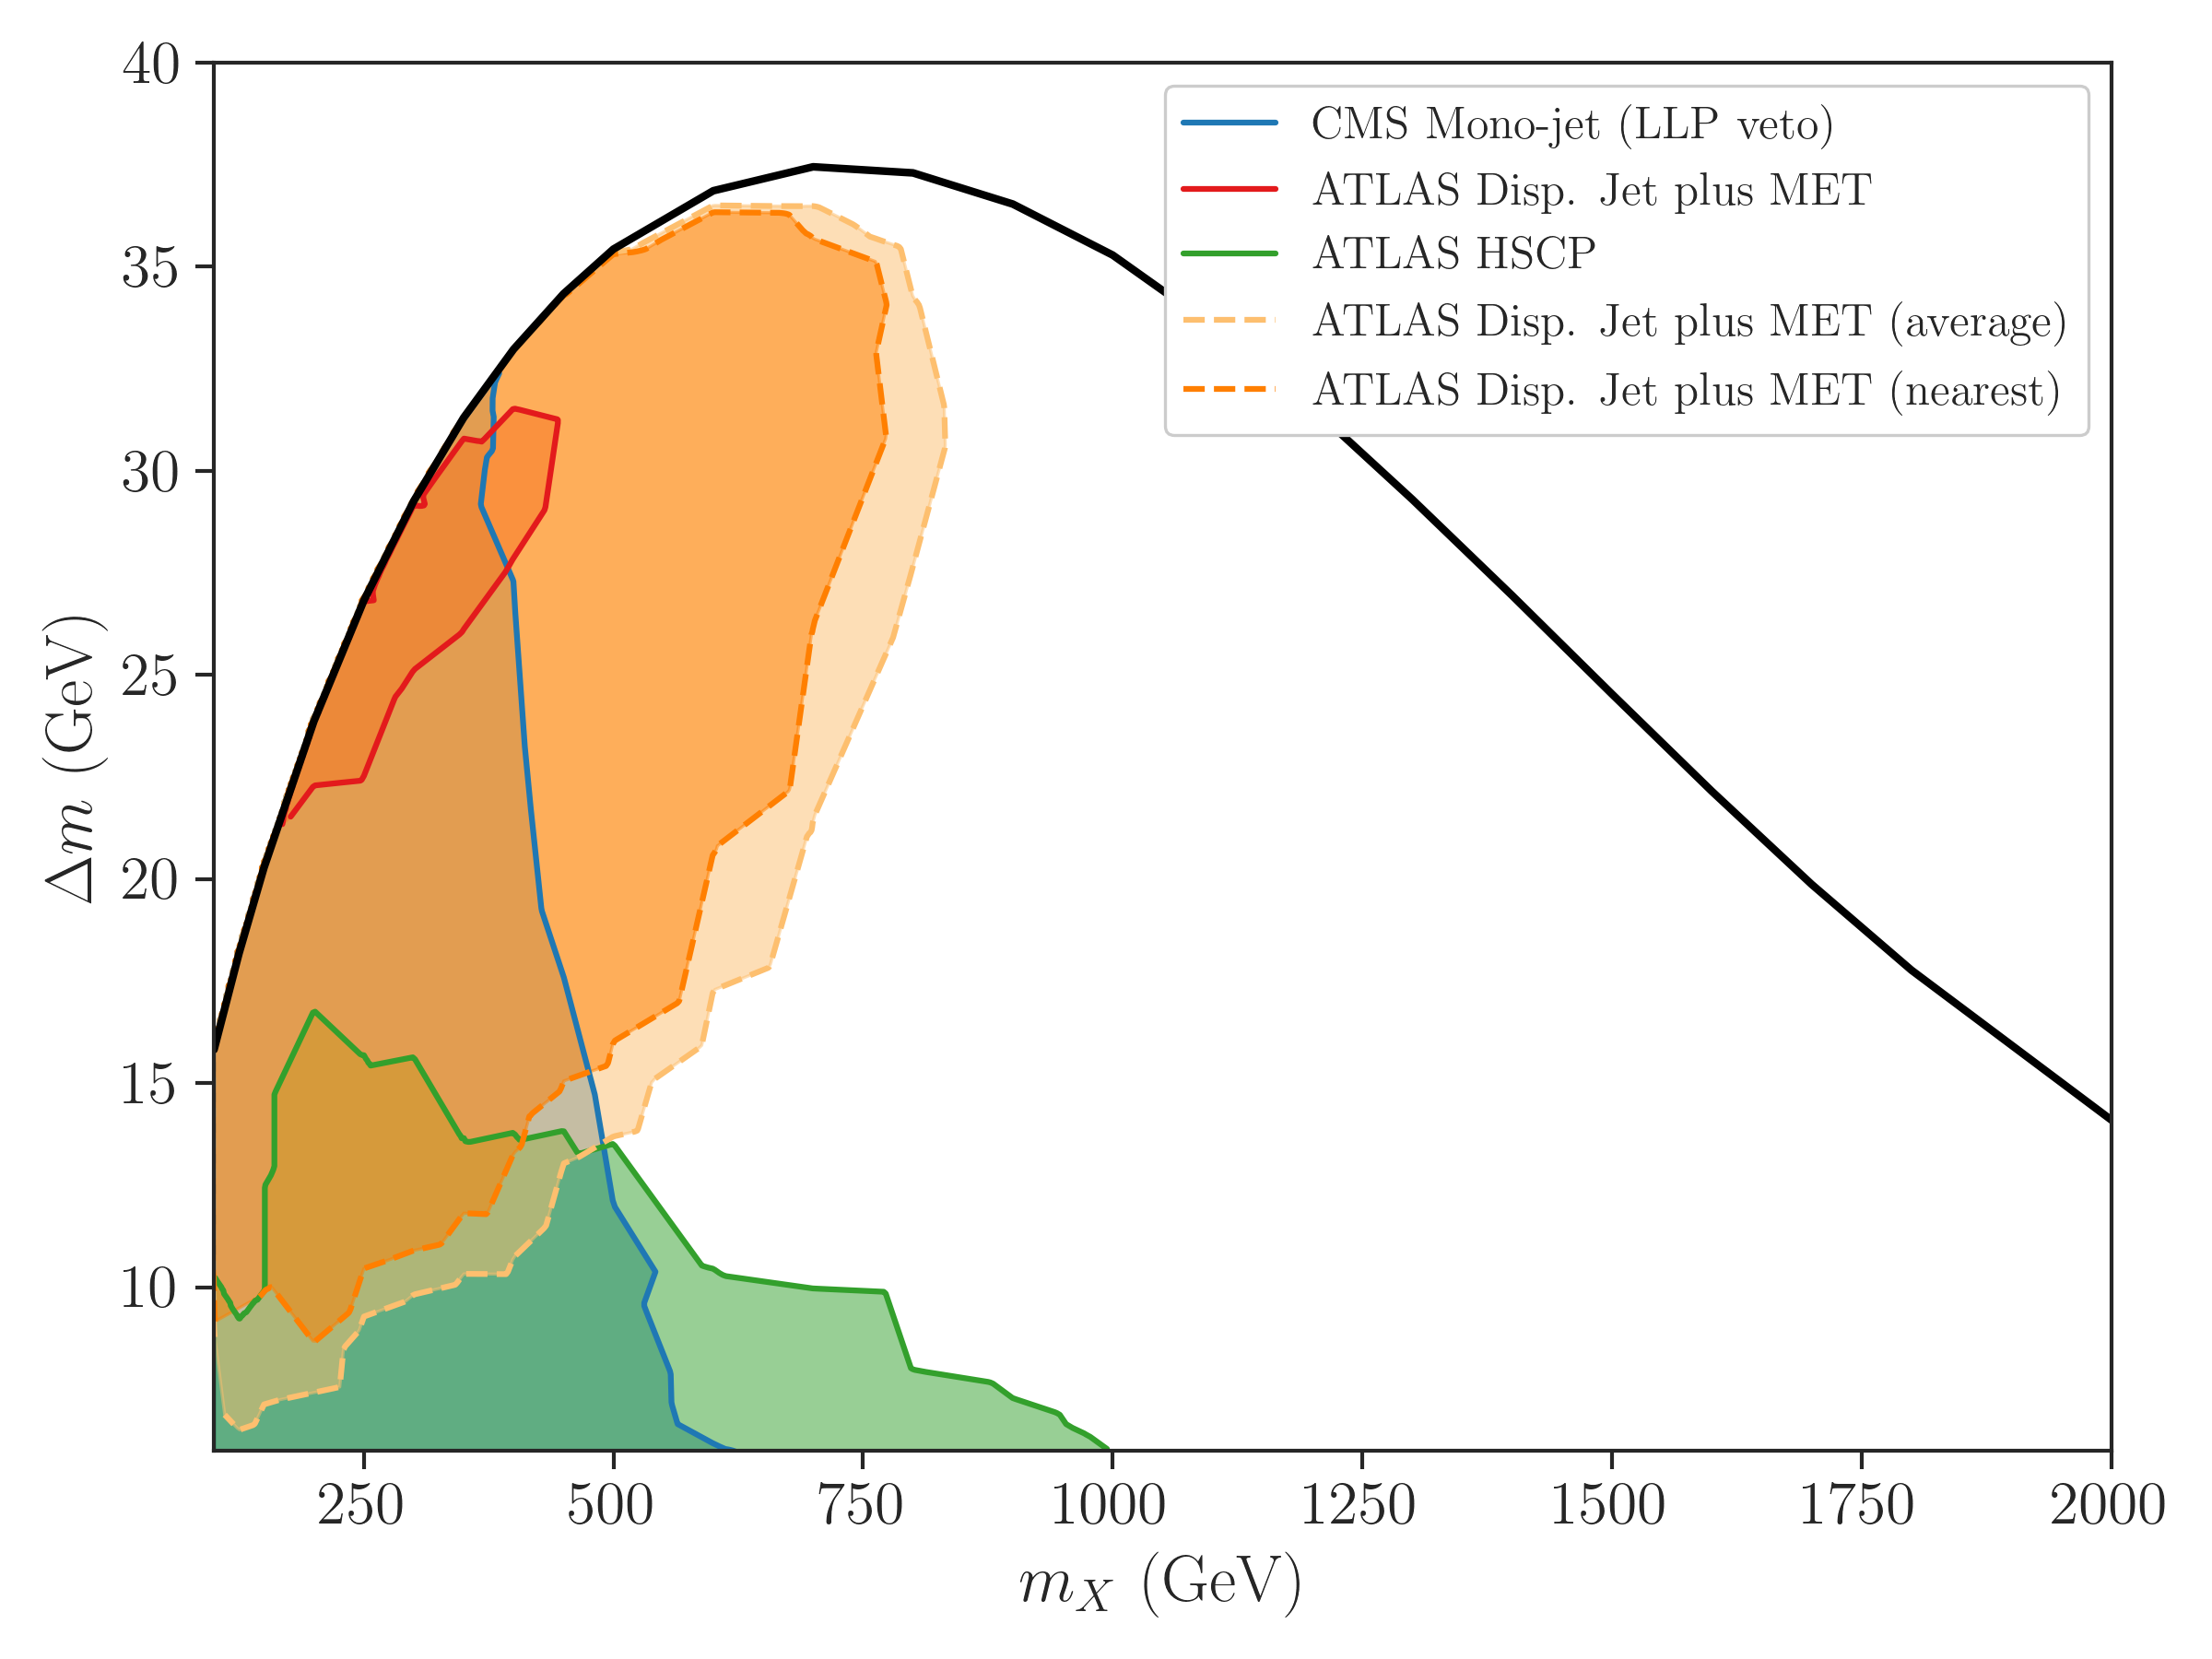 40
35
30
25
20
15
10
Δm (GeV)
CMS Mono-jet (LLP veto)
ATLAS Disp. Jet plus MET
ATLAS HSCP
ATLAS Disp. Jet plus MET (average)
ATLAS Disp. Jet plus MET (nearest)
250 500 750 1000 1250 1500 1750 2000
m_X (GeV)